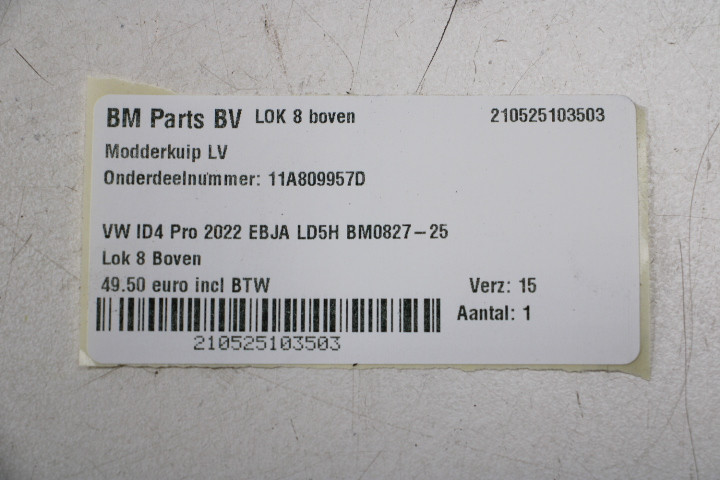 BM Parts BV LOK 8 boven 210525103503
Modderkuip LV
Onderdeelnummer: 11A809957D
VW ID4 Pro 2022 EBJA LD5H BM0827-25
Lok 8 Boven
49.50 euro incl BTW Verz: 15
Aantal: 1
210525103503